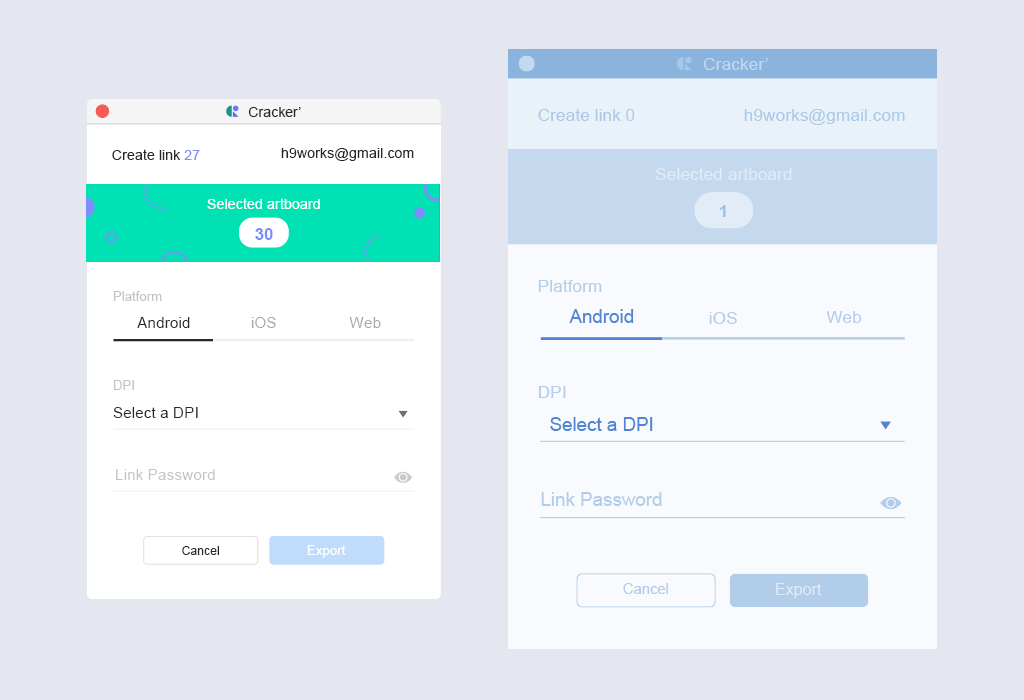 Cracker’
Create link 27
h9works@gmail.com
Selected artboard
30
Platform
Android iOS Web
DPI
Select a DPI
Link Password
Cancel Export
Cracker’
Create link 0
h9works@gmail.com
Selected artboard
1
Platform
Android iOS Web
DPI
Select a DPI
Link Password
Cancel Export